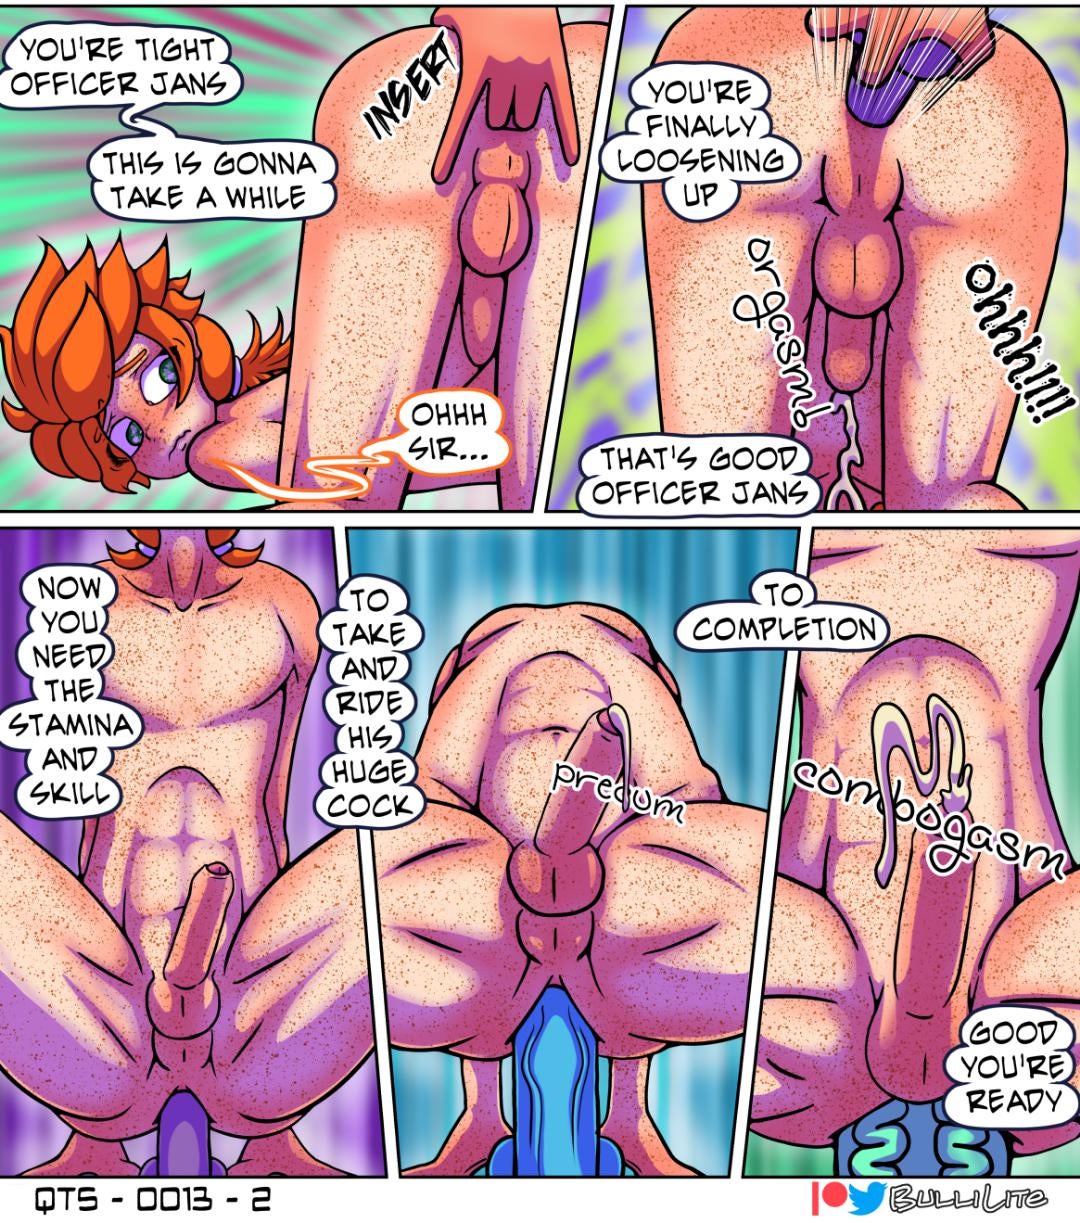 YOU'RE TIGHT
OFFICER JANS
THIS IS GONNA
TAKE A WHILE
INSERT
OHHH
SIR...
YOU'RE
FINALLY
LOOSENING
UP
orgasm!
ohhh!!!!
THAT'S GOOD
OFFICER JANS
NOW
YOU
NEED
THE
STAMINA
AND
SKILL
TO
TAKE
AND
RIDE
HIS
HUGE
COCK
precum
TO
COMPLETION
combogasm
GOOD
YOU'RE
READY
QTS - 0013 - 2
BULLILITE